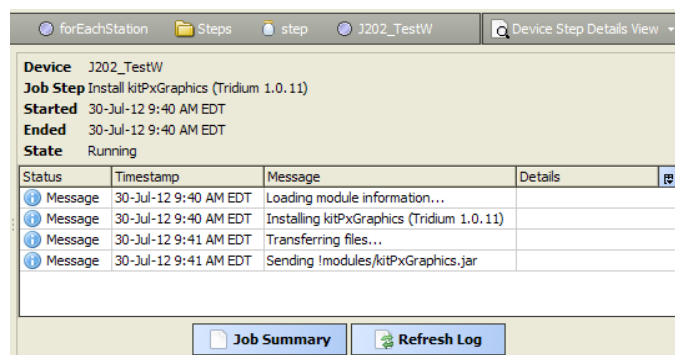 forEachStation Steps step J202_TestW Device Step Details View
Device J202_TestW
Job Step Install kitPxGraphics (Tridium 1.0.11)
Started 30-Jul-12 9:40 AM EDT
Ended 30-Jul-12 9:40 AM EDT
State Running
Status Timestamp Message Details
Message 30-Jul-12 9:40 AM EDT Loading module information...
Message 30-Jul-12 9:40 AM EDT Installing kitPxGraphics (Tridium 1.0.11)
Message 30-Jul-12 9:41 AM EDT Transferring files...
Message 30-Jul-12 9:41 AM EDT Sending !modules/kitPxGraphics.jar
Job Summary Refresh Log